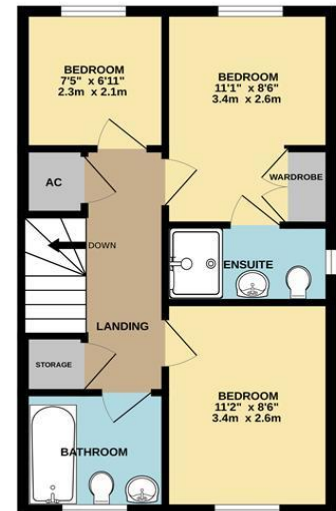 BEDROOM
7'5" x 6'11"
2.3m x 2.1m
BEDROOM
11'1" x 8'6"
3.4m x 2.6m
AC
WARDROBE
DOWN
ENSUITE
LANDING
STORAGE
BEDROOM
11'2" x 8'6"
3.4m x 2.6m
BATHROOM